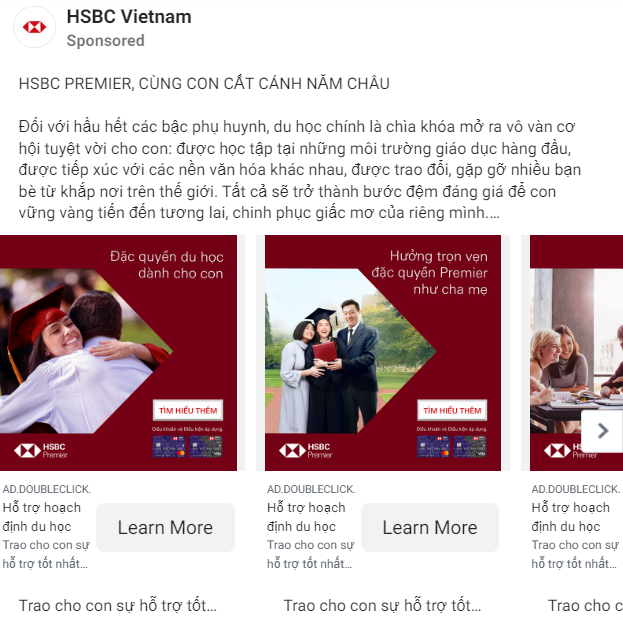 HSBC Vietnam
Sponsored
HSBC PREMIER, CÙNG CON CẤT CÁNH NĂM CHÂU
Đối với hầu hết các bậc phụ huynh, du học chính là chìa khóa mở ra vô vàn cơ
hội tuyệt vời cho con: được học tập tại những môi trường giáo dục hàng đầu,
được tiếp xúc với các nền văn hóa khác nhau, được trao đổi, gặp gỡ nhiều bạn
bè từ khắp nơi trên thế giới. Tất cả sẽ trở thành bước đệm đáng giá để con
vững vàng tiến đến tương lai, chinh phục giấc mơ của riêng mình....
Đặc quyền du học
dành cho con
TÌM HIỂU THÊM
Điều khoản và Điều kiện áp dụng.
HSBC
Premier
AD.DOUBLECLICK.
Hỗ trợ hoạch
định du học
Trao cho con sự
hỗ trợ tốt nhất...
Learn More
Trao cho con sự hỗ trợ tốt...
Hưởng trọn vẹn
đặc quyền Premier
như cha mẹ
TÌM HIỂU THÊM
Điều khoản và Điều kiện áp dụng.
HSBC
Premier
AD.DOUBLECLICK.
Hỗ trợ hoạch
định du học
Trao cho con sự
hỗ trợ tốt nhất...
Learn More
Trao cho con sự hỗ trợ tốt...
AD.DOUBLECLICK.
Hỗ trợ hoạch
định du học
Trao cho con sự
hỗ trợ tốt nhất...
Trao cho c